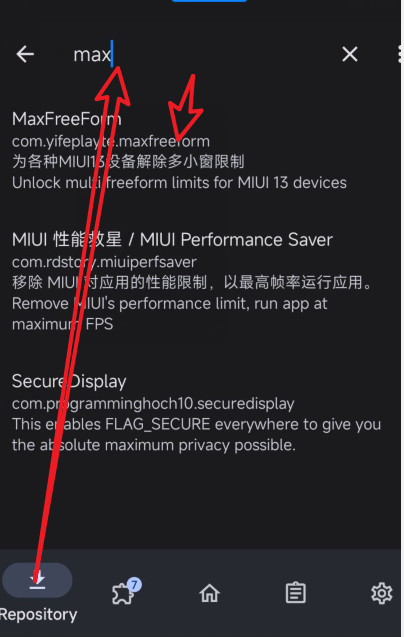 max
MaxFreeForm
com.yifeplayte.maxfreeform
为各种MIUI13设备解除多小窗限制
Unlock multi freeform limits for MIUI 13 devices
MIUI 性能救星 / MIUI Performance Saver
com.rdstory.miuiperfsaver
移除 MIUI 对应用的性能限制，以最高帧率运行应用。
Remove MIUI's performance limit, run app at
maximum FPS
SecureDisplay
com.programminghoch10.securedisplay
This enables FLAG_SECURE everywhere to give you
the absolute maximum privacy possible.
7
Repository